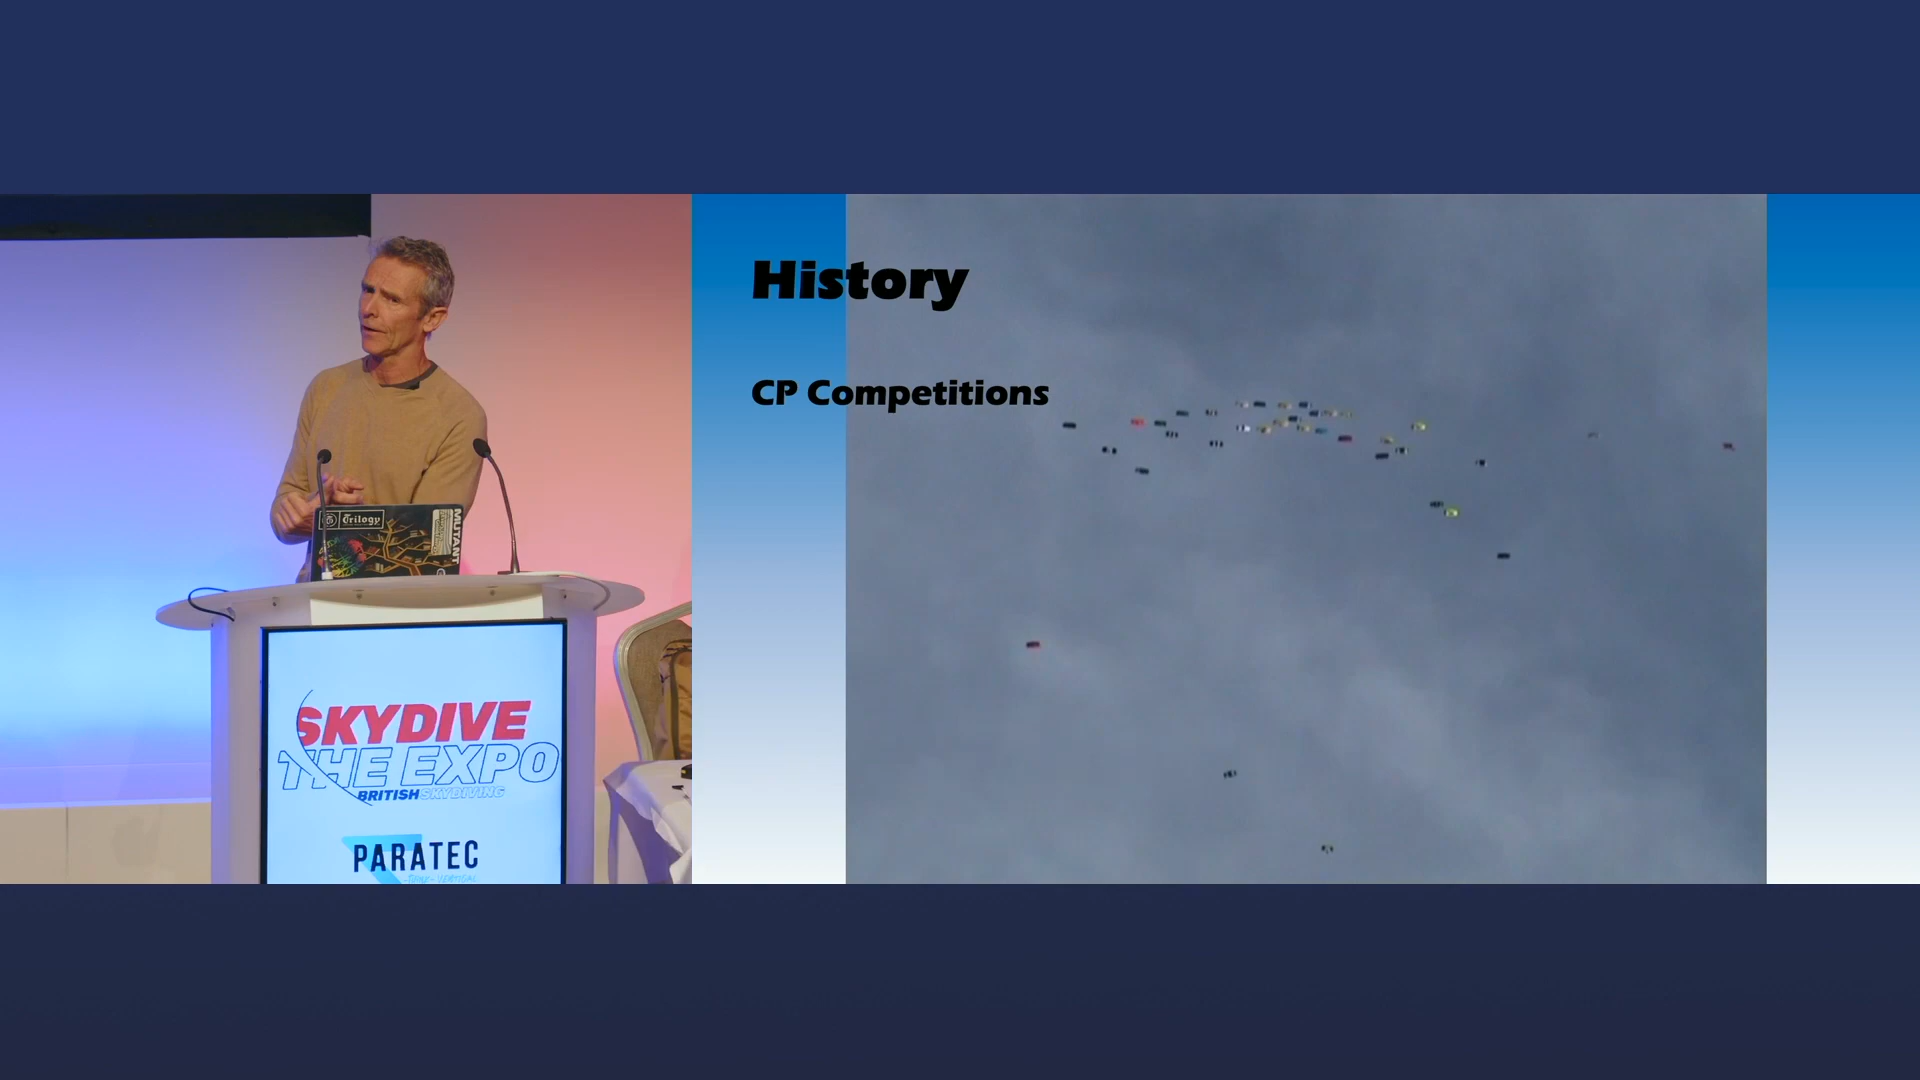 History
CP Competitions
Trilogy
MUTANT
SKYDIVE
THE EXPO
BRITISH SKYDIVING
PARATEC